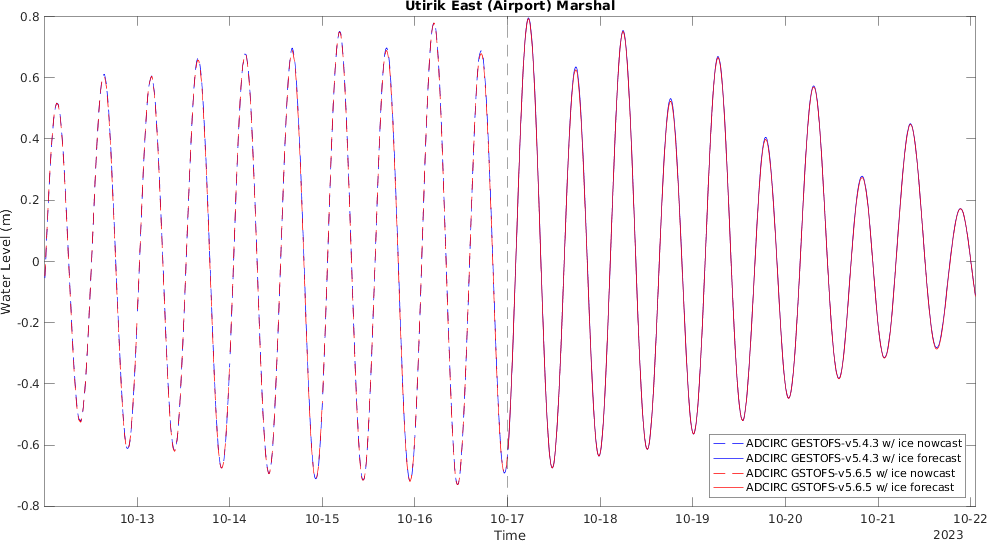 Utirik East (Airport) Marshal
Water Level (m)
0.8
0.6
0.4
0.2
0
-0.2
-0.4
-0.6
-0.8
10-13
10-14
10-15
10-16
10-17
10-18
10-19
10-20
10-21
10-22
Time
2023
ADCIRC GESTOFS-v5.4.3 w/ ice nowcast
ADCIRC GESTOFS-v5.4.3 w/ ice forecast
ADCIRC GSTOFS-v5.6.5 w/ ice nowcast
ADCIRC GSTOFS-v5.6.5 w/ ice forecast